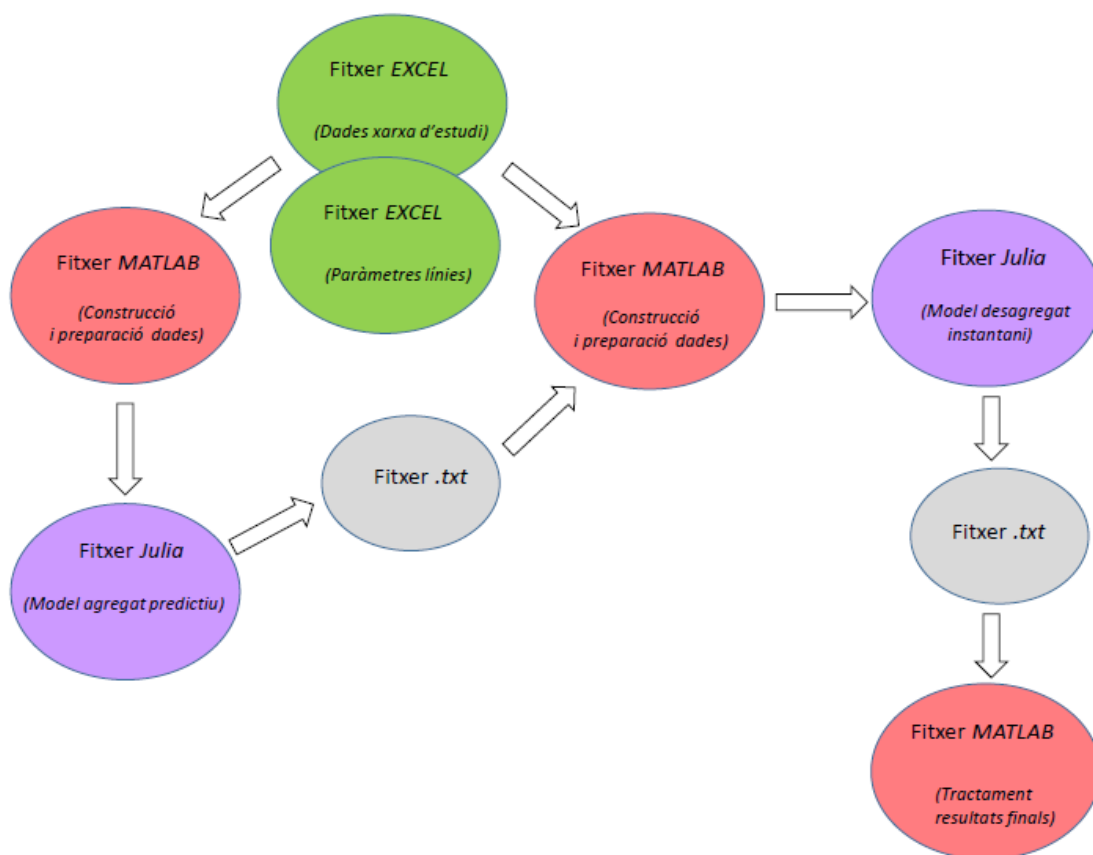 Fitxer EXCEL
(Dades xarxa d'estudi)
Fitxer EXCEL
(Paràmetres línies)
Fitxer MATLAB
(Construcció
i preparació dades)
Fitxer Julia
(Model agregat predictiu)
Fitxer .txt
Fitxer MATLAB
(Construcció
i preparació dades)
Fitxer Julia
(Model desagregat
instantani)
Fitxer .txt
Fitxer MATLAB
(Tractament
resultats finals)